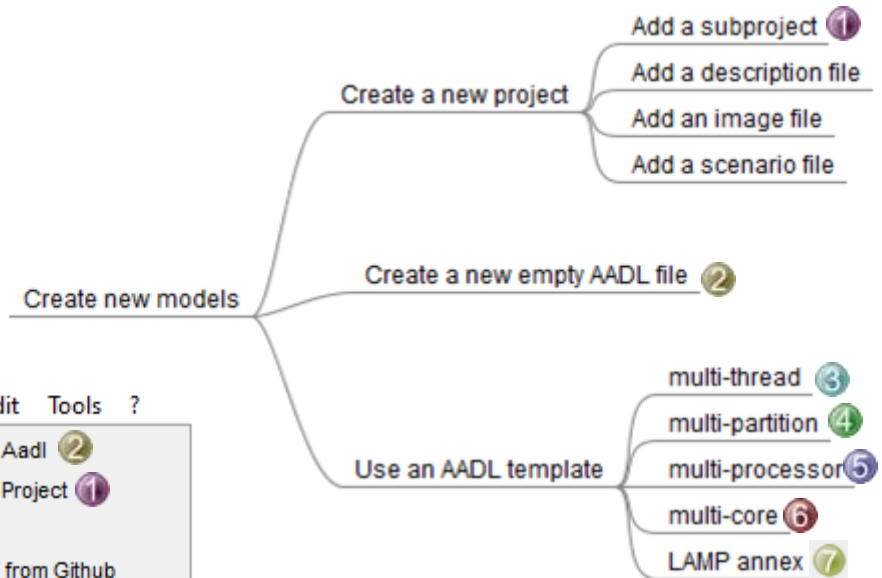 Add a subproject 1
Add a description file
Create a new project
Add an image file
Add a scenario file
Create a new empty AADL file 2
Create new models
multi-thread 3
multi-partition 4
Use an AADL template
multi-processor 5
multi-core 6
LAMP annex 7
dit Tools ?
Aadl 2
Project 1
from Github